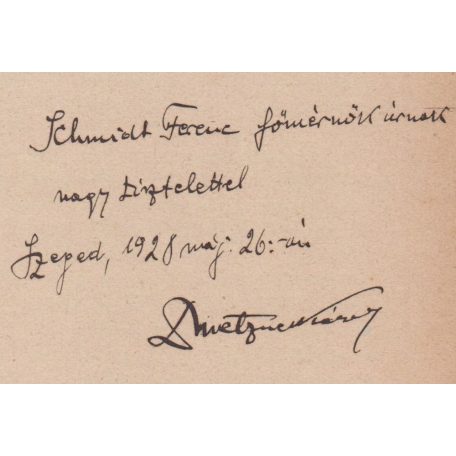 Schmidt Ferenc főmérnök úrnak
nagy tisztelettel
Szeged, 1928 máj. 26.-án